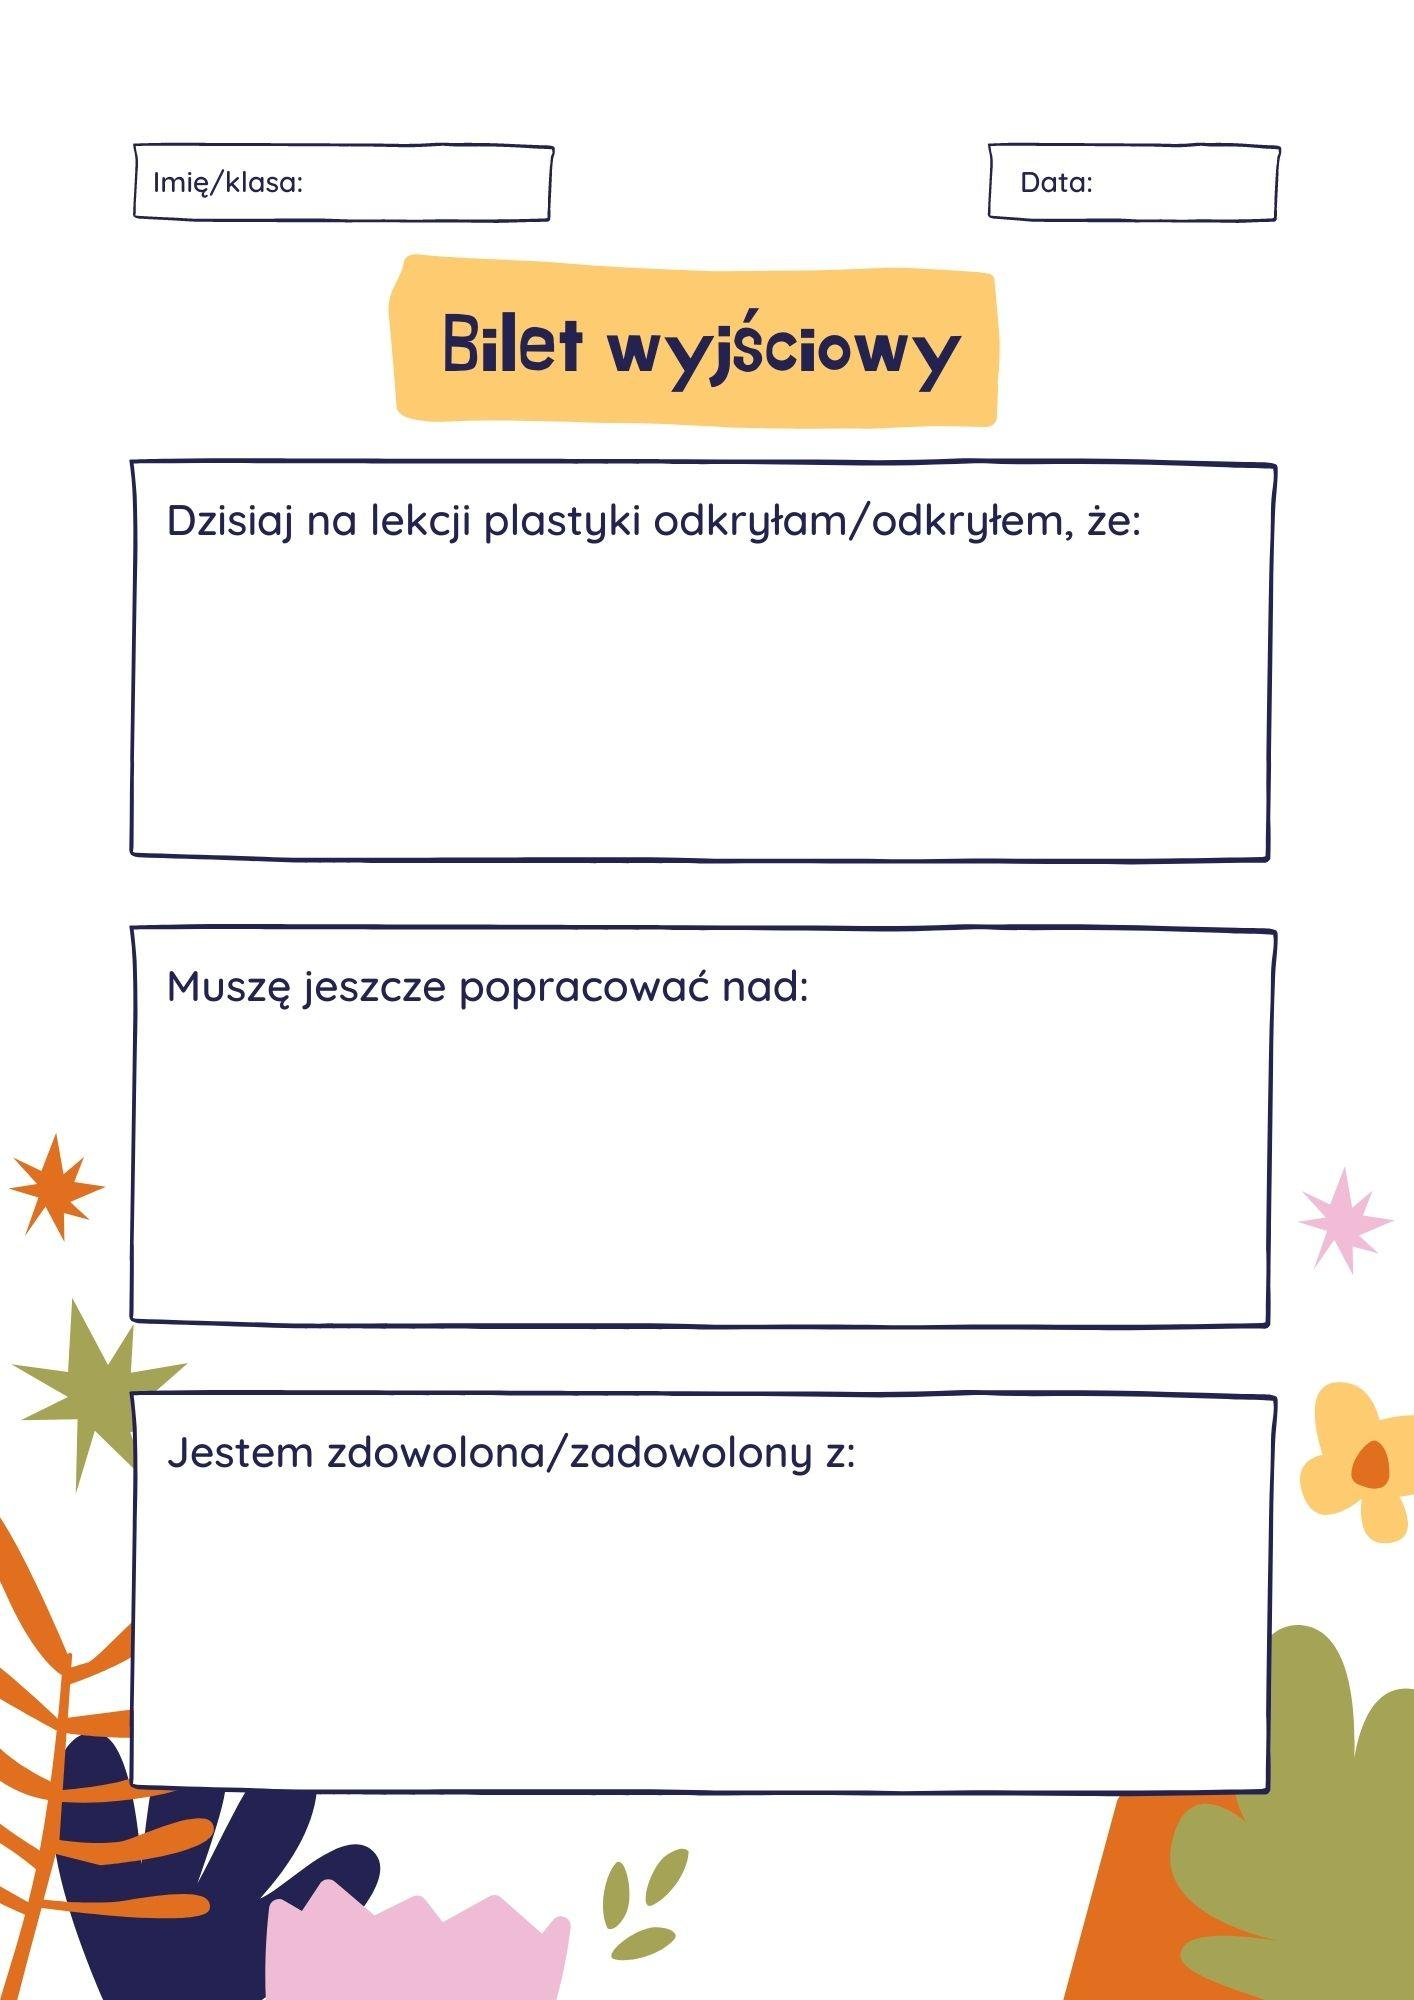 Imię/klasa:
Data:
Bilet wyjściowy
Dzisiaj na lekcji plastyki odkryłam/odkryłem, że:
Muszę jeszcze popracować nad:
Jestem zdowolona/zadowolony z: